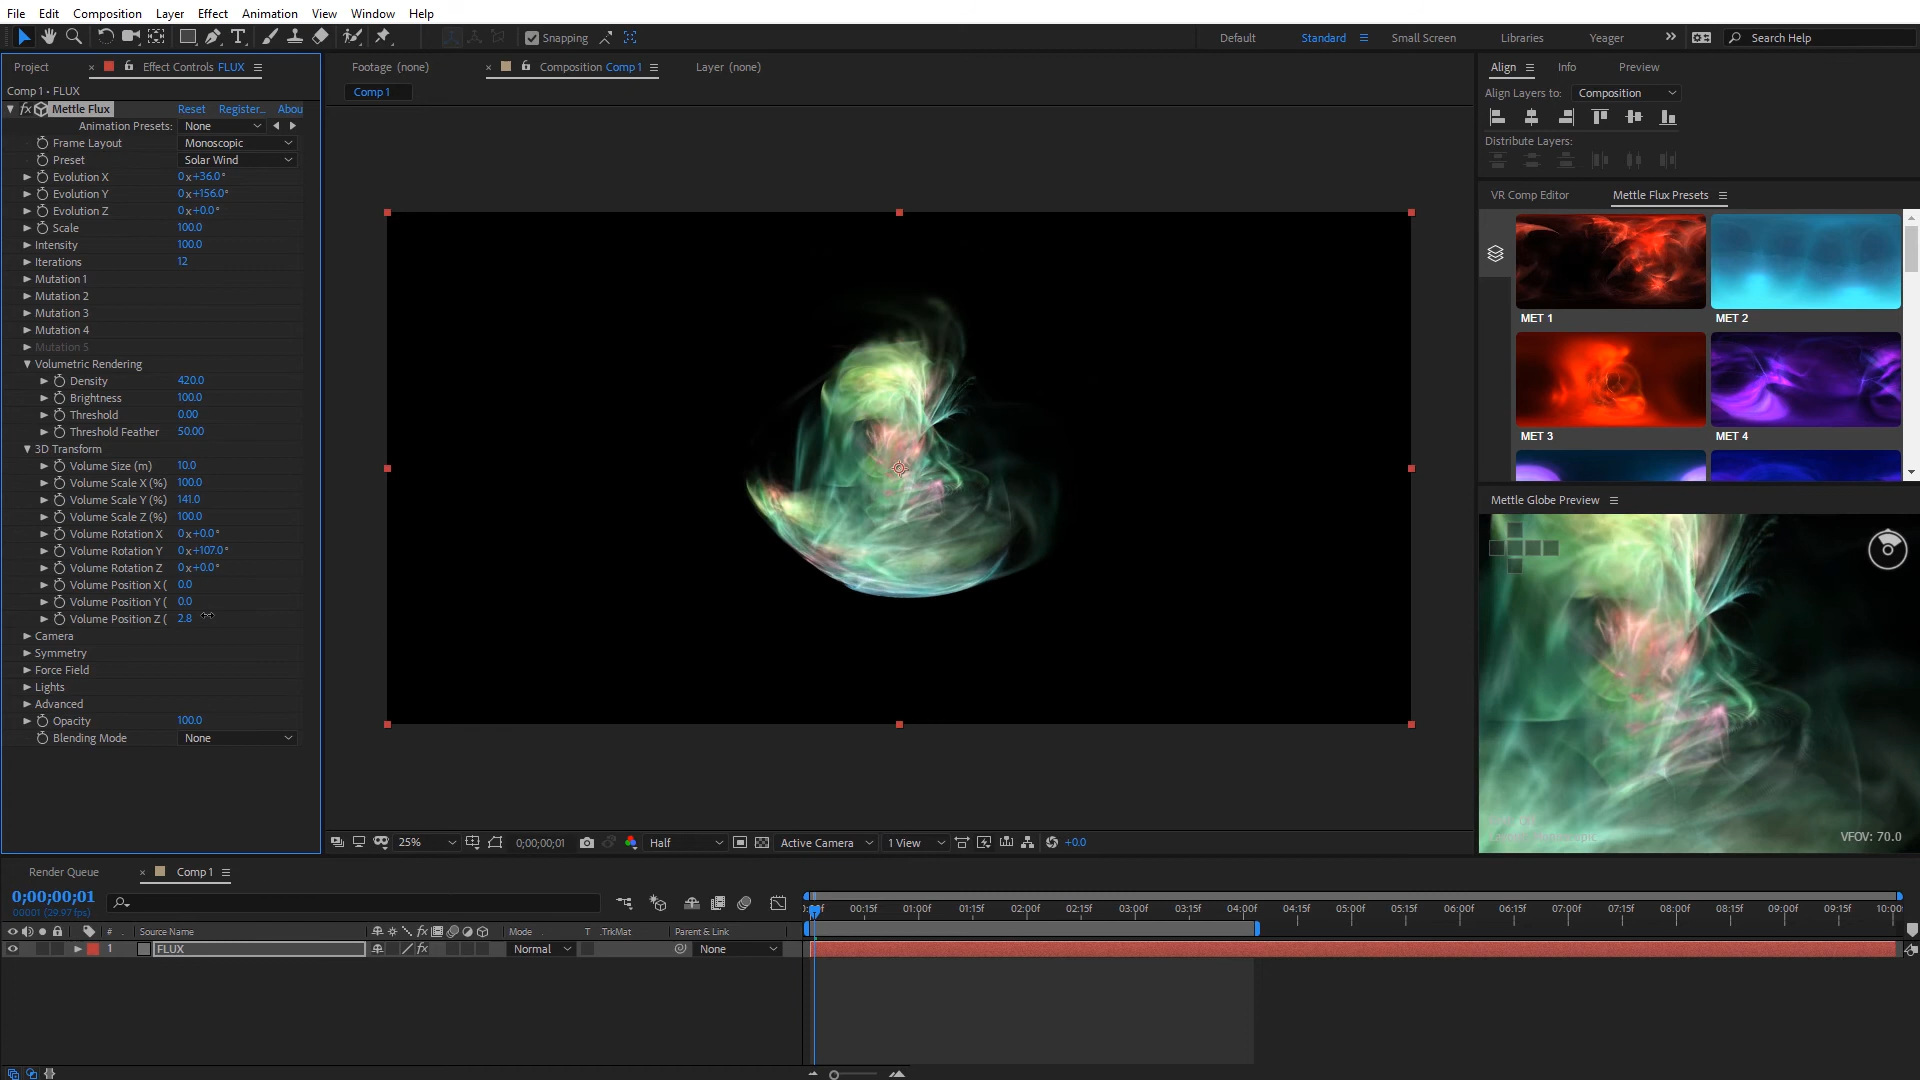 File Edit Composition Layer Effect Animation View Window Help
Snapping Default Standard Small Screen Libraries Yeager Search Help
Project Effect Controls FLUX Footage (none) Composition Comp 1 Layer (none) Align Info Preview
Comp 1 • FLUX Comp 1 Align Layers to: Composition
Mettle Flux Reset Register... Abou
Animation Presets: None
Frame Layout Monoscopic Distribute Layers:
Preset Solar Wind
Evolution X 0x+36.0°
Evolution Y 0x+156.0° VR Comp Editor Mettle Flux Presets
Evolution Z 0x+0.0°
Scale 100.0
Intensity 100.0
Iterations 12
Mutation 1
Mutation 2
Mutation 3
MET 1 MET 2
Mutation 4
Mutation 5
Volumetric Rendering
Density 420.0
Brightness 100.0
Threshold 0.00
Threshold Feather 50.00
MET 3 MET 4
3D Transform
Volume Size (m) 10.0
Volume Scale X (%) 100.0
Volume Scale Y (%) 141.0 Mettle Globe Preview
Volume Scale Z (%) 100.0
Volume Rotation X 0x+0.0°
Volume Rotation Y 0x+107.0°
Volume Rotation Z 0x+0.0°
Volume Position X ( 0.0
Volume Position Y ( 0.0
Volume Position Z ( 2.8
Camera
Symmetry
Force Field
Lights
Advanced
Opacity 100.0
Blending Mode None
VFOV: 70.0
25% 0;00;00;01 Half Active Camera 1 View +0.0
Render Queue Comp 1
0;00;00;01
00001 (29.97 fps)
00:15f 01:00f 01:15f 02:00f 02:15f 03:00f 03:15f 04:00f 04:15f 05:00f 05:15f 06:00f 06:15f 07:00f 07:15f 08:00f 08:15f 09:00f 09:15f 10:00
# Source Name Mode T .TrkMat Parent & Link
1 FLUX Normal None